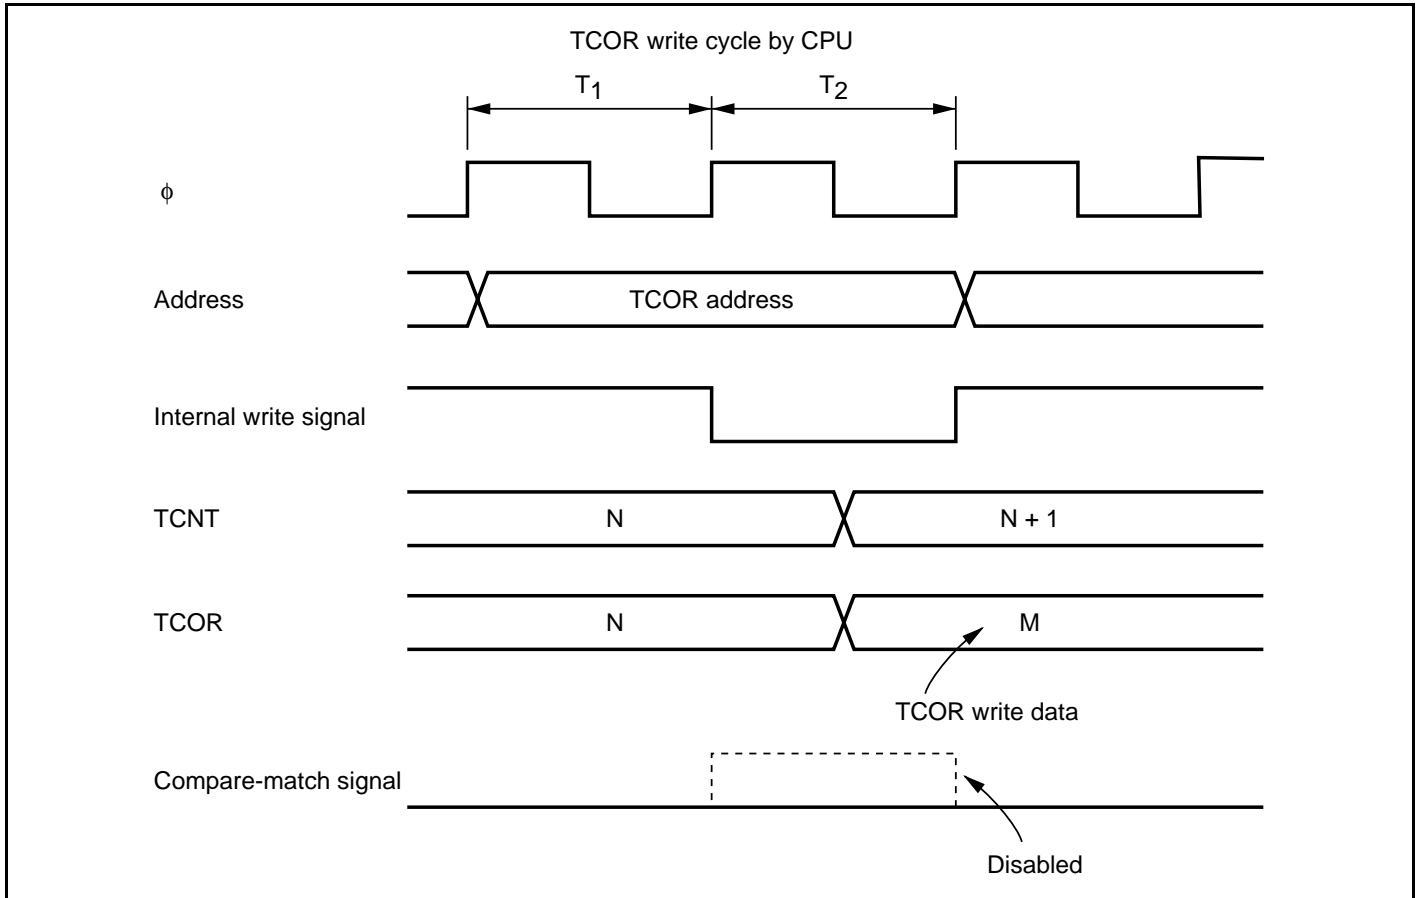 TCOR write cycle by CPU
T1 T2
ϕ
Address TCOR address
Internal write signal
TCNT N N + 1
TCOR N M
TCOR write data
Compare-match signal
Disabled